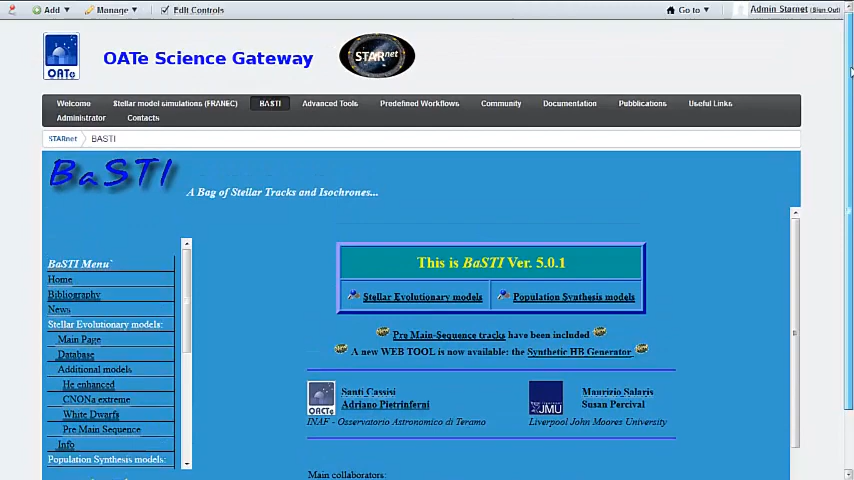 Add Manage Edit Controls Go to Admin Starnet (Sign Out)
OATe
OATe Science Gateway
STARnet
Welcome Stellar model simulations (FRANEC) BASTI Advanced Tools Predefined Workflows Community Documentation Pubblications Useful Links
Administrator Contacts
STARnet BASTI
BaSTI
A Bag of Stellar Tracks and Isochrones...
BaSTI Menu`
Home
Bibliography
News
Stellar Evolutionary models:
Main Page
Database
Additional models
He enhanced
CNONa extreme
White Dwarfs
Pre Main Sequence
Info
Population Synthesis models:
This is BaSTI Ver. 5.0.1
Stellar Evolutionary models Population Synthesis models
Pre Main-Sequence tracks have been included
A new WEB TOOL is now available: the Synthetic HB Generator
OACTe
Santi Cassisi
Adriano Pietrinferni
INAF - Osservatorio Astronomico di Teramo
JMU
Maurizio Salaris
Susan Percival
Liverpool John Moores University
Main collaborators: